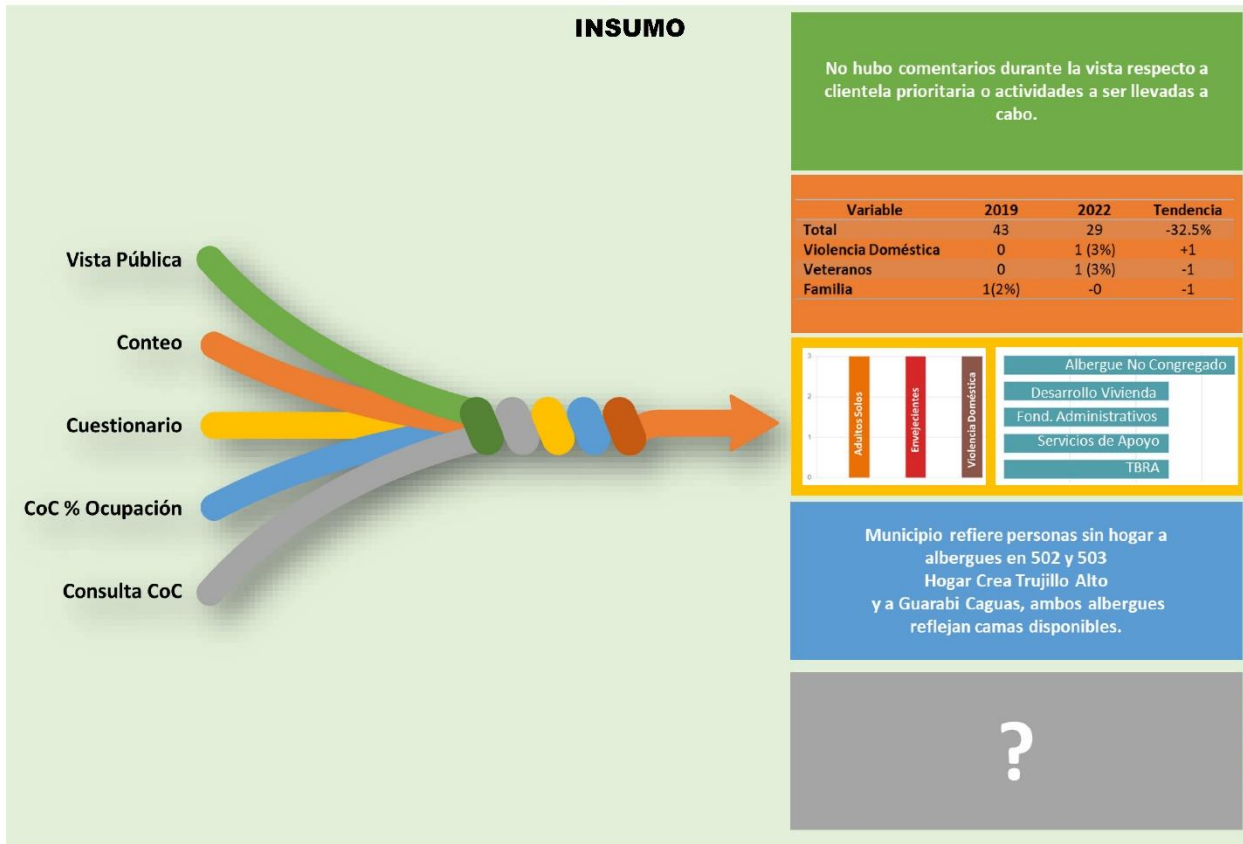 INSUMO
Vista Pública
Conteo
Cuestionario
CoC % Ocupación
Consulta CoC
No hubo comentarios durante la vista respecto a
clientela prioritaria o actividades a ser llevadas a
cabo.
Variable 2019 2022 Tendencia
Total 43 29 -32.5%
Violencia Doméstica 0 1 (3%) +1
Veteranos 0 1 (3%) -1
Familia 1(2%) -0 -1
3
2
1
0
Adultos Solos
Envejecientes
Violencia Doméstica
Albergue No Congregado
Desarrollo Vivienda
Fond. Administrativos
Servicios de Apoyo
TBRA
Municipio refiere personas sin hogar a
albergues en 502 y 503
Hogar Crea Trujillo Alto
y a Guarabi Caguas, ambos albergues
reflejan camas disponibles.
?